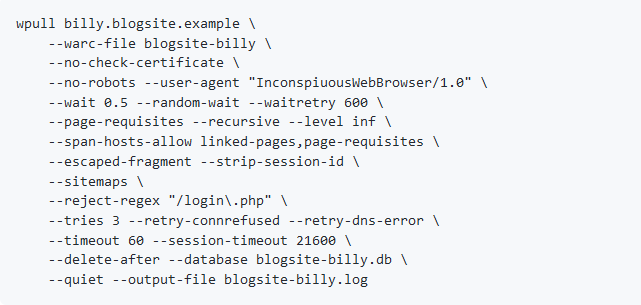 wpull billy.blogsite.example \
    --warc-file blogsite-billy \
    --no-check-certificate \
    --no-robots --user-agent "InconspiuousWebBrowser/1.0" \
    --wait 0.5 --random-wait --waitretry 600 \
    --page-requisites --recursive --level inf \
    --span-hosts-allow linked-pages,page-requisites \
    --escaped-fragment --strip-session-id \
    --sitemaps \
    --reject-regex "/login\.php" \
    --tries 3 --retry-connrefused --retry-dns-error \
    --timeout 60 --session-timeout 21600 \
    --delete-after --database blogsite-billy.db \
    --quiet --output-file blogsite-billy.log